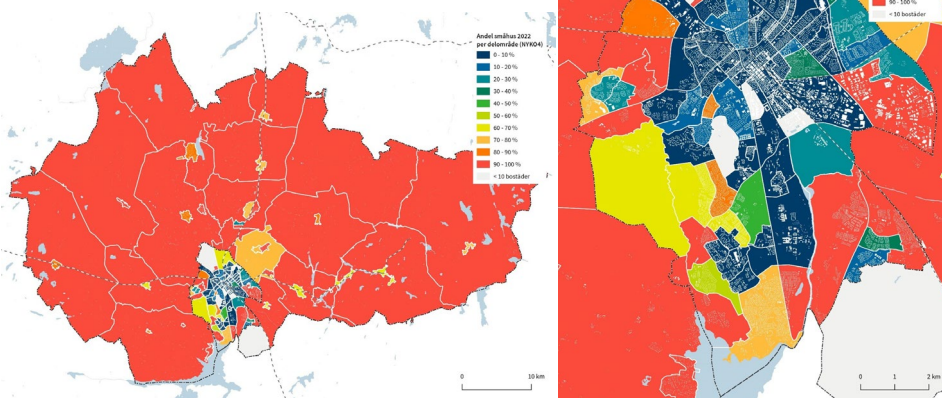 Andel småhus 2022
per delområde (NYKO4)
0 - 10 %
10 - 20 %
20 - 30 %
30 - 40 %
40 - 50 %
50 - 60 %
60 - 70 %
70 - 80 %
80 - 90 %
90 - 100 %
< 10 bostäder
0 10 km
90 - 100 %
< 10 bostäder
0 1 2 km